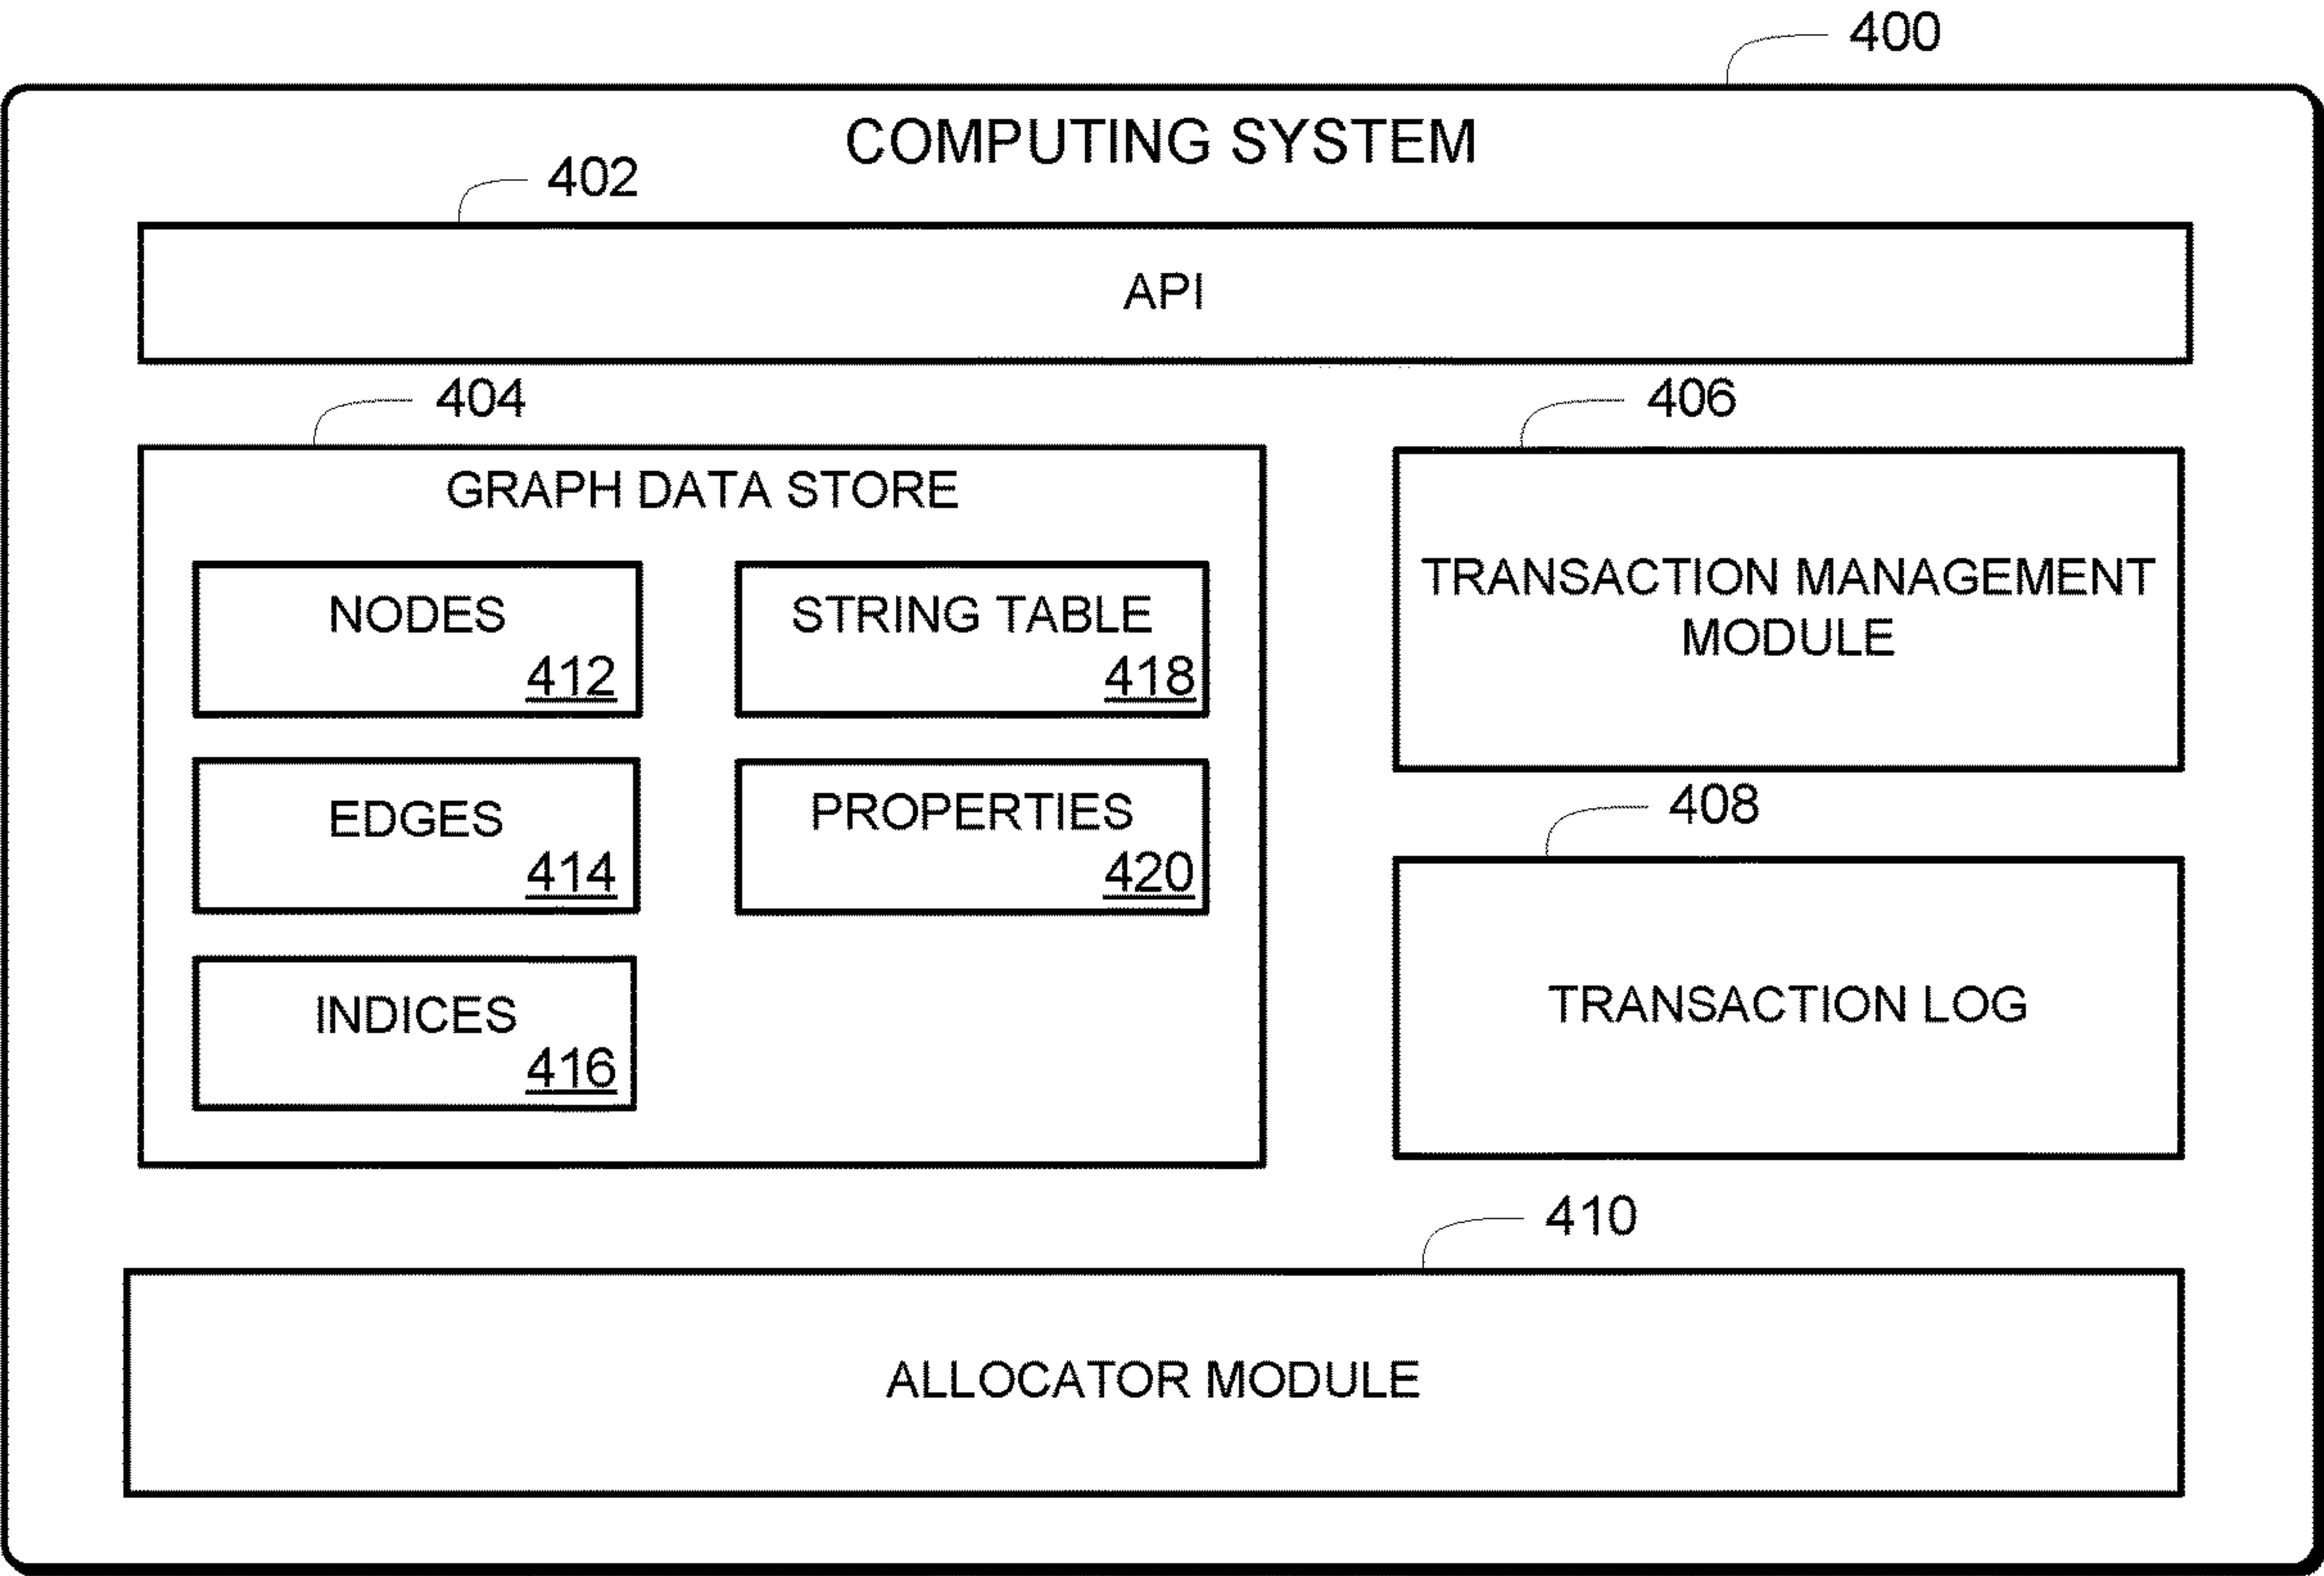 400
COMPUTING SYSTEM
402
API
404
GRAPH DATA STORE
NODES
412
STRING TABLE
418
EDGES
414
PROPERTIES
420
INDICES
416
406
TRANSACTION MANAGEMENT
MODULE
408
TRANSACTION LOG
410
ALLOCATOR MODULE